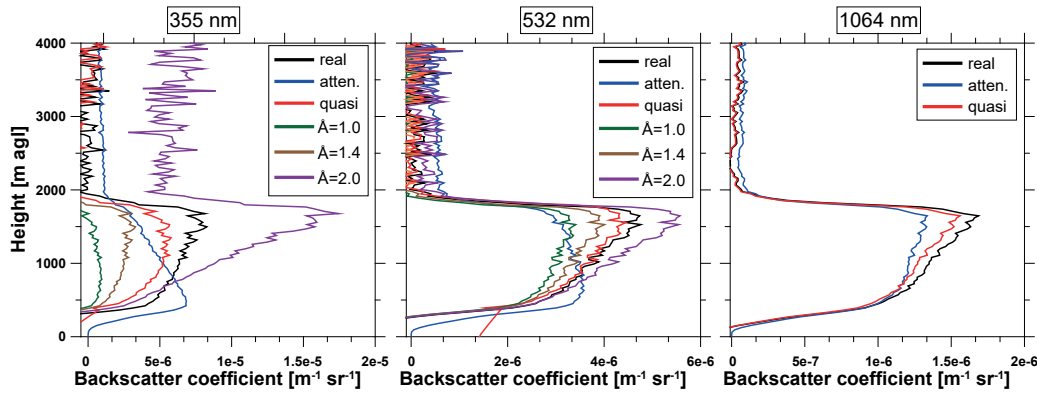 355 nm
532 nm
1064 nm
4000
3000
2000
1000
0
Height [m agl]
real
atten.
quasi
Å=1.0
Å=1.4
Å=2.0
real
atten.
quasi
Å=1.0
Å=1.4
Å=2.0
real
atten.
quasi
0 5e-6 1e-5 1.5e-5 2e-5
0 2e-6 4e-6 6e-6
0 5e-7 1e-6 1.5e-6 2e-6
Backscatter coefficient [m⁻¹ sr⁻¹]
Backscatter coefficient [m⁻¹ sr⁻¹]
Backscatter coefficient [m⁻¹ sr⁻¹]